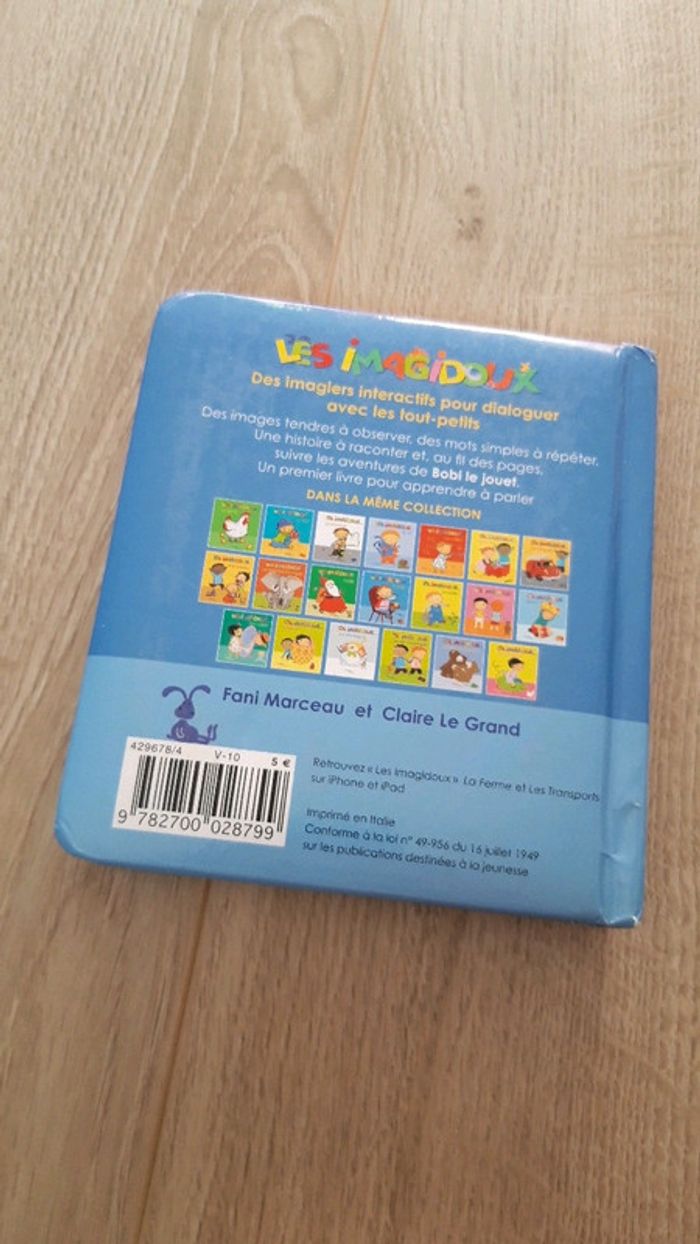 LES IMAGIDOUX
Des imagiers interactifs pour dialoguer
avec les tout-petits
Des images tendres à observer, des mots simples à répéter.
Une histoire à raconter et, au fil des pages,
suivre les aventures de Bobi le jouet.
Un premier livre pour apprendre à parler
DANS LA MÊME COLLECTION
Fani Marceau et Claire Le Grand
429678/4 V-10 5 €
9 782700 028799
Retrouvez « Les Imagidoux » La Ferme et Les Transports
sur iPhone et iPad
Imprimé en Italie
Conforme à la loi n° 49-956 du 16 juillet 1949
sur les publications destinées à la jeunesse